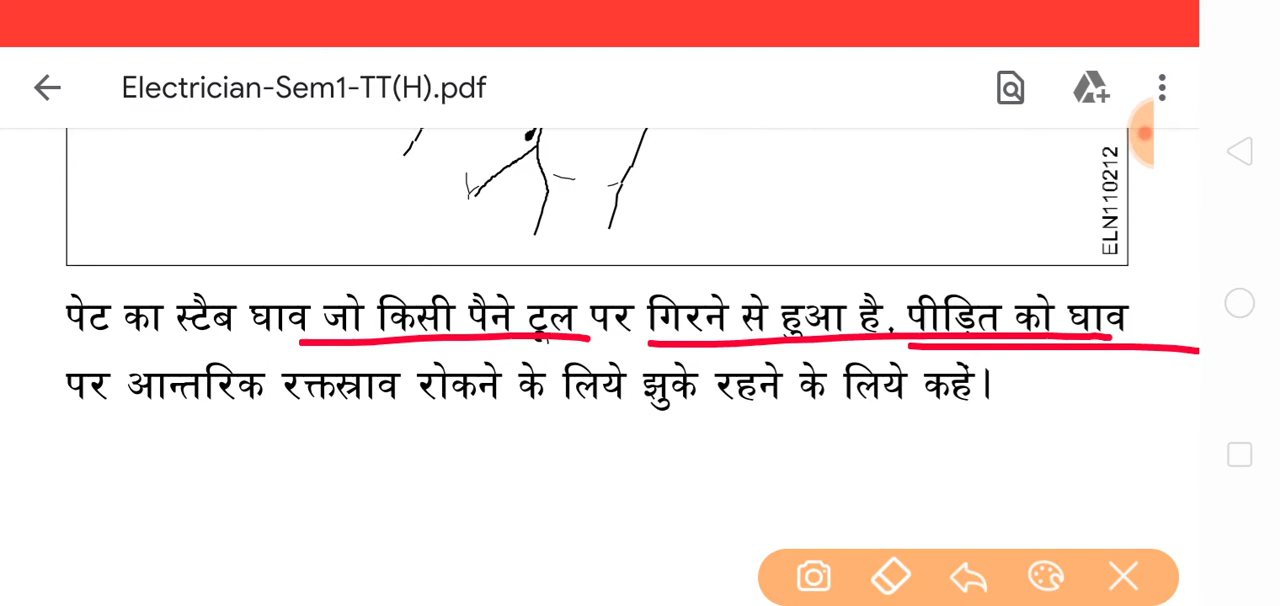 Electrician-Sem1-TT(H).pdf
ELN110212
पेट का स्टैब घाव जो किसी पैने टूल पर गिरने से हुआ है, पीड़ित को घाव
पर आन्तरिक रक्तस्राव रोकने के लिये झुके रहने के लिये कहें।